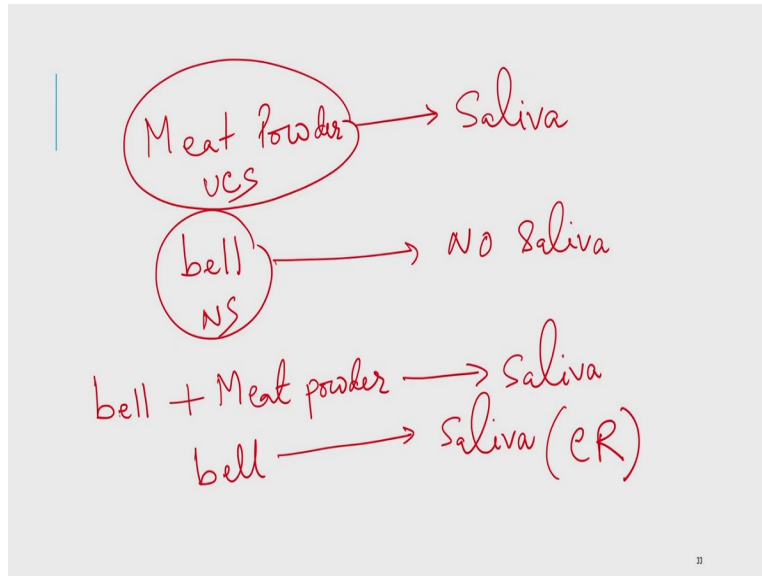 Meat Powder → Saliva
UCS
bell → NO Saliva
NS
bell + Meat powder → Saliva
bell → Saliva (CR)
33